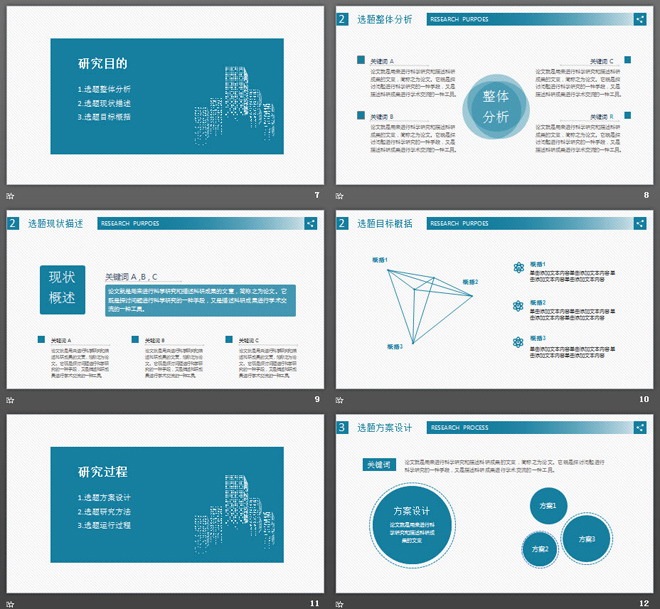 研究目的
1.选题整体分析
2.选题现状描述
3.选题目标概括
7
2
选题整体分析
RESEARCH PURPOES
关键词 A
论文就是用来进行科学研究和描述科研
成果的文章，简称之为论文。它既是探
讨问题进行科学研究的一种手段，又是
描述科研成果进行学术交流的一种工具。
关键词 C
论文就是用来进行科学研究和描述科研
成果的文章，简称之为论文。它既是探
讨问题进行科学研究的一种手段，又是
描述科研成果进行学术交流的一种工具。
整体
分析
关键词 B
论文就是用来进行科学研究和描述科研
成果的文章，简称之为论文。它既是探
讨问题进行科学研究的一种手段，又是
描述科研成果进行学术交流的一种工具。
关键词 R
论文就是用来进行科学研究和描述科研
成果的文章，简称之为论文。它既是探
讨问题进行科学研究的一种手段，又是
描述科研成果进行学术交流的一种工具。
8
2
选题现状描述
RESEARCH PURPOES
现状
概述
关键词 A , B , C
论文就是用来进行科学研究和描述科研成果的文章，简称之为论文。它
既是探讨问题进行科学研究的一种手段，又是描述科研成果进行学术交
流的一种工具。
关键词 A
论文就是用来进行科学研究和描
述科研成果的文章，简称之为论
文。它既是探讨问题进行科学研
究的一种手段，又是描述科研成
果进行学术交流的一种工具。
关键词 B
论文就是用来进行科学研究和描
述科研成果的文章，简称之为论
文。它既是探讨问题进行科学研
究的一种手段，又是描述科研成
果进行学术交流的一种工具。
关键词 C
论文就是用来进行科学研究和描
述科研成果的文章，简称之为论
文。它既是探讨问题进行科学研
究的一种手段，又是描述科研成
果进行学术交流的一种工具。
9
2
选题目标概括
RESEARCH PURPOES
概括1
概括2
概括3
概括1
单击添加文本内容单击添加文本内容 单
击添加文本内容单击添加文本内容
概括2
单击添加文本内容单击添加文本内容 单
击添加文本内容单击添加文本内容
概括3
单击添加文本内容单击添加文本内容 单
击添加文本内容单击添加文本内容
10
研究过程
1.选题方案设计
2.选题研究方法
3.选题运行过程
11
3
选题方案设计
RESEARCH PROCESS
关键词
论文就是用来进行科学研究和描述科研成果的文章，简称之为论文。它既是探讨问题进行
科学研究的一种手段，又是描述科研成果进行学术交流的一种工具。
方案设计
论文就是用来进行科
学研究和描述科研成
果的文章
方案1
方案2
方案3
12